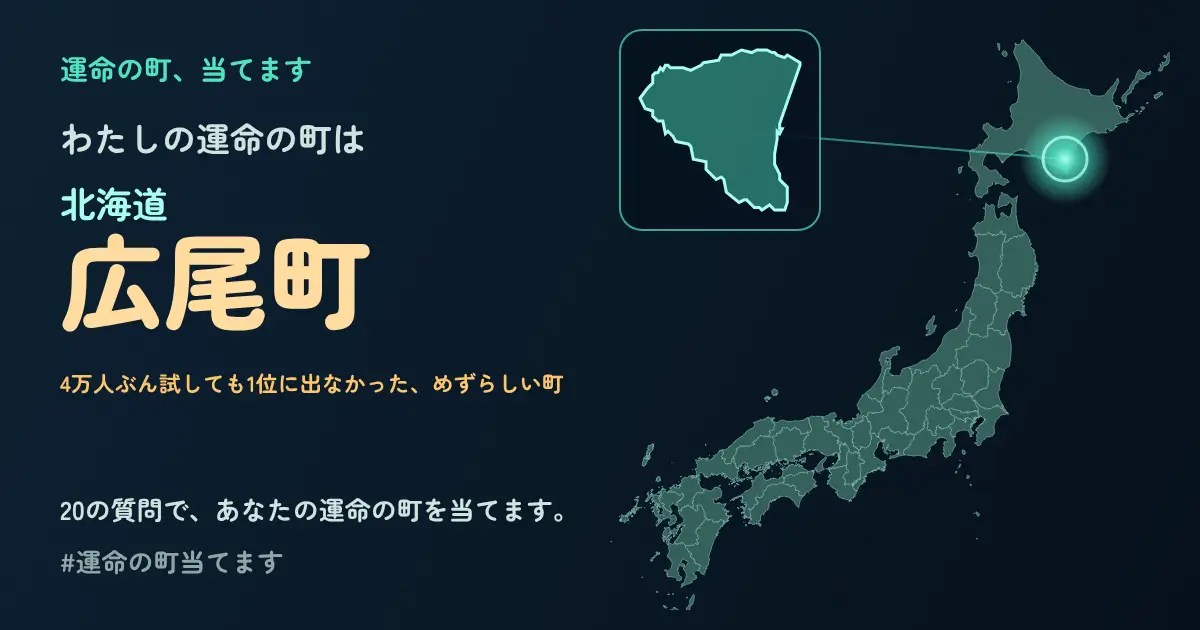 運命の町、当てます
わたしの運命の町は
北海道
広尾町
4万人ぶん試しても1位に出なかった、めずらしい町
20の質問で、あなたの運命の町を当てます。
#運命の町当てます